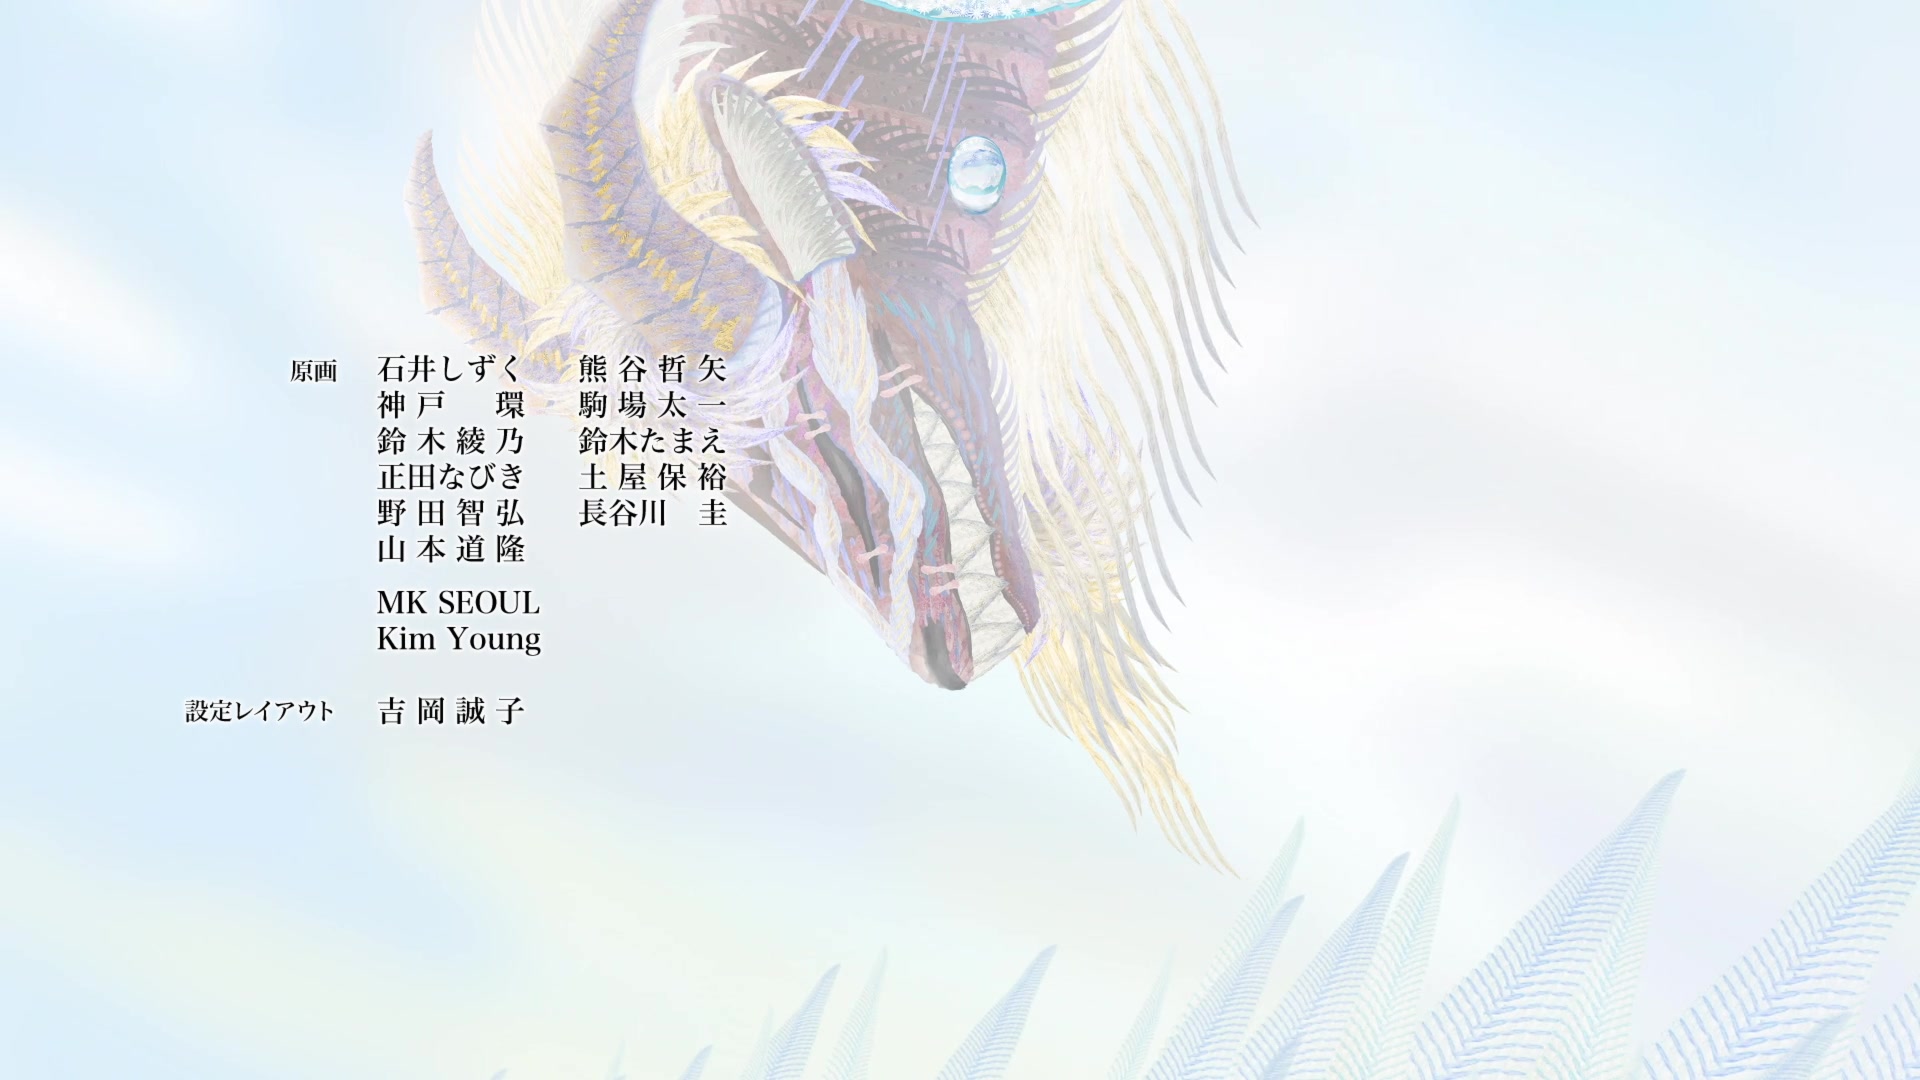 原画 石井しずく 熊谷哲矢
神戸 環 駒場太一
鈴木綾乃 鈴木たまえ
正田なびき 土屋保裕
野田智弘 長谷川 圭
山本道隆
MK SEOUL
Kim Young
設定レイアウト 吉岡誠子